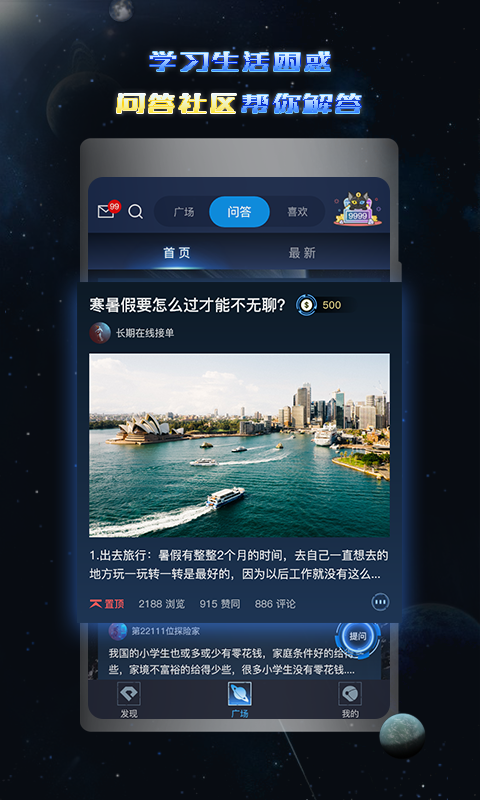 学习生活困惑
问答社区帮你解答
99
广场
问答
喜欢
9999
首页
最新
寒暑假要怎么过才能不无聊?
$ 500
长期在线接单
1.出去旅行：暑假有整整2个月的时间，去自己一直想去的
地方玩一玩转一转是最好的，因为以后工作就没有这么...
置顶
2188 浏览
915 赞同
886 评论
第22111位探险家
提问
我国的小学生也或多或少有零花钱，家庭条件好的给得
些，家境不富裕的给得少些，很多小学生没有零花钱....
发现
广场
我的